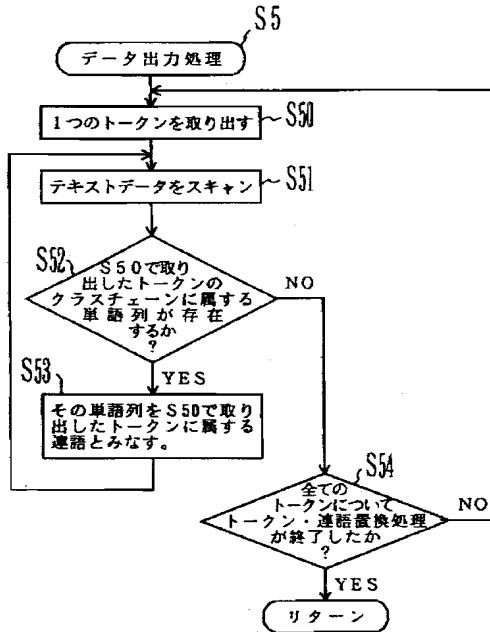 S5
データ出力処理
1つのトークンを取り出す
S50
テキストデータをスキャン
S51
S52
S50で取り
出したトークンの
クラスチェーンに属する
単語列が存在
するか
?
NO
YES
S53
その単語列をS50で取り
出したトークンに属する
連語とみなす。
S54
全ての
トークンについて
トークン・連語置換処理
が終了したか
?
NO
YES
リターン